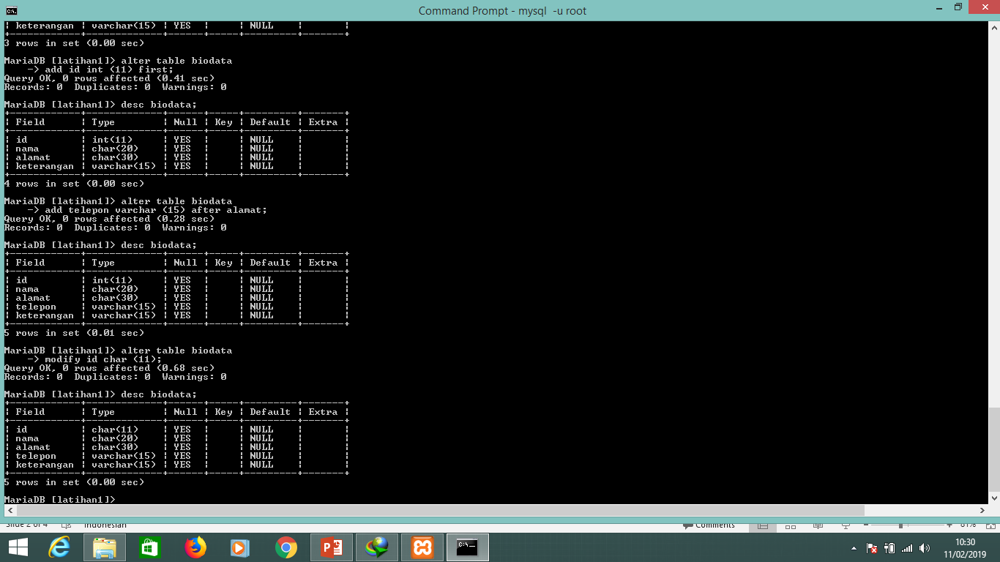 Command Prompt - mysql  -u root
| keterangan | varchar(15) | YES  |     | NULL    |       |
+------------+-------------+------+-----+---------+-------+
3 rows in set (0.00 sec)
MariaDB [latihan1]> alter table biodata
    -> add id int (11) first;
Query OK, 0 rows affected (0.41 sec)
Records: 0  Duplicates: 0  Warnings: 0
MariaDB [latihan1]> desc biodata;
+------------+-------------+------+-----+---------+-------+
| Field      | Type        | Null | Key | Default | Extra |
+------------+-------------+------+-----+---------+-------+
| id         | int(11)     | YES  |     | NULL    |       |
| nama       | char(20)    | YES  |     | NULL    |       |
| alamat     | char(30)    | YES  |     | NULL    |       |
| keterangan | varchar(15) | YES  |     | NULL    |       |
+------------+-------------+------+-----+---------+-------+
4 rows in set (0.00 sec)
MariaDB [latihan1]> alter table biodata
    -> add telepon varchar (15) after alamat;
Query OK, 0 rows affected (0.28 sec)
Records: 0  Duplicates: 0  Warnings: 0
MariaDB [latihan1]> desc biodata;
+------------+-------------+------+-----+---------+-------+
| Field      | Type        | Null | Key | Default | Extra |
+------------+-------------+------+-----+---------+-------+
| id         | int(11)     | YES  |     | NULL    |       |
| nama       | char(20)    | YES  |     | NULL    |       |
| alamat     | char(30)    | YES  |     | NULL    |       |
| telepon    | varchar(15) | YES  |     | NULL    |       |
| keterangan | varchar(15) | YES  |     | NULL    |       |
+------------+-------------+------+-----+---------+-------+
5 rows in set (0.01 sec)
MariaDB [latihan1]> alter table biodata
    -> modify id char (11);
Query OK, 0 rows affected (0.68 sec)
Records: 0  Duplicates: 0  Warnings: 0
MariaDB [latihan1]> desc biodata;
+------------+-------------+------+-----+---------+-------+
| Field      | Type        | Null | Key | Default | Extra |
+------------+-------------+------+-----+---------+-------+
| id         | char(11)    | YES  |     | NULL    |       |
| nama       | char(20)    | YES  |     | NULL    |       |
| alamat     | char(30)    | YES  |     | NULL    |       |
| telepon    | varchar(15) | YES  |     | NULL    |       |
| keterangan | varchar(15) | YES  |     | NULL    |       |
+------------+-------------+------+-----+---------+-------+
5 rows in set (0.00 sec)
MariaDB [latihan1]>
Slide 2 of 4 Indonesian Comments 81%
10:30
11/02/2019